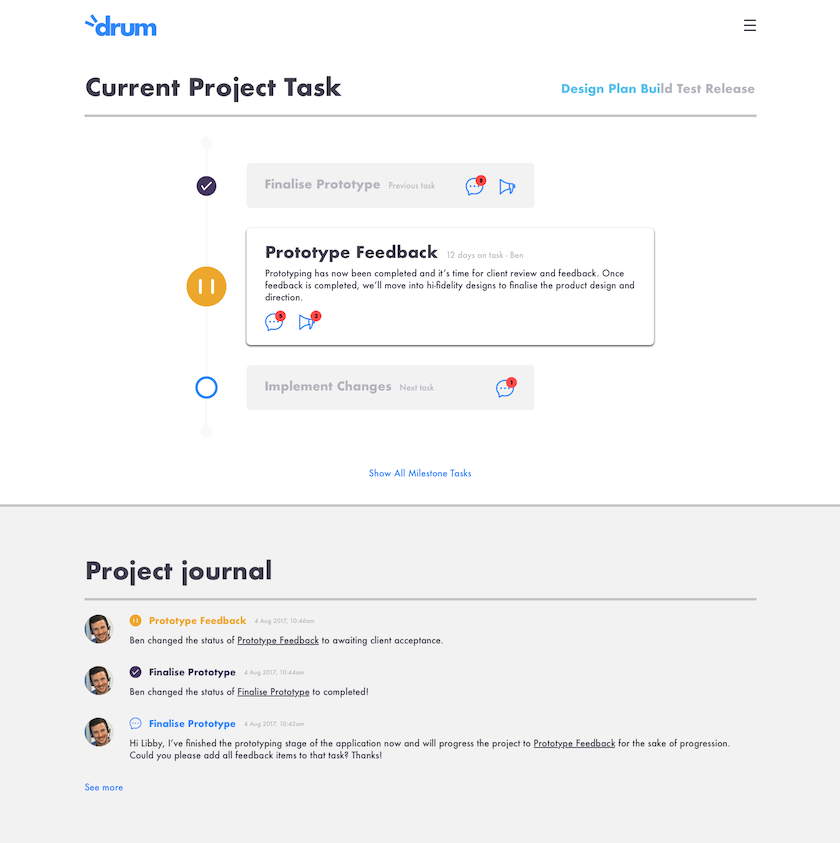 drum
Current Project Task
Design Plan Build Test Release
Finalise Prototype Previous task 8
Prototype Feedback 12 days on task - Ben
Prototyping has now been completed and it's time for client review and feedback. Once
feedback is completed, we'll move into hi-fidelity designs to finalise the product design and
direction.
5 2
Implement Changes Next task 1
Show All Milestone Tasks
Project journal
Prototype Feedback 4 Aug 2017, 10:46am
Ben changed the status of Prototype Feedback to awaiting client acceptance.
Finalise Prototype 4 Aug 2017, 10:44am
Ben changed the status of Finalise Prototype to completed!
Finalise Prototype 4 Aug 2017, 10:42am
Hi Libby, I've finished the prototyping stage of the application now and will progress the project to Prototype Feedback for the sake of progression.
Could you please add all feedback items to that task? Thanks!
See more